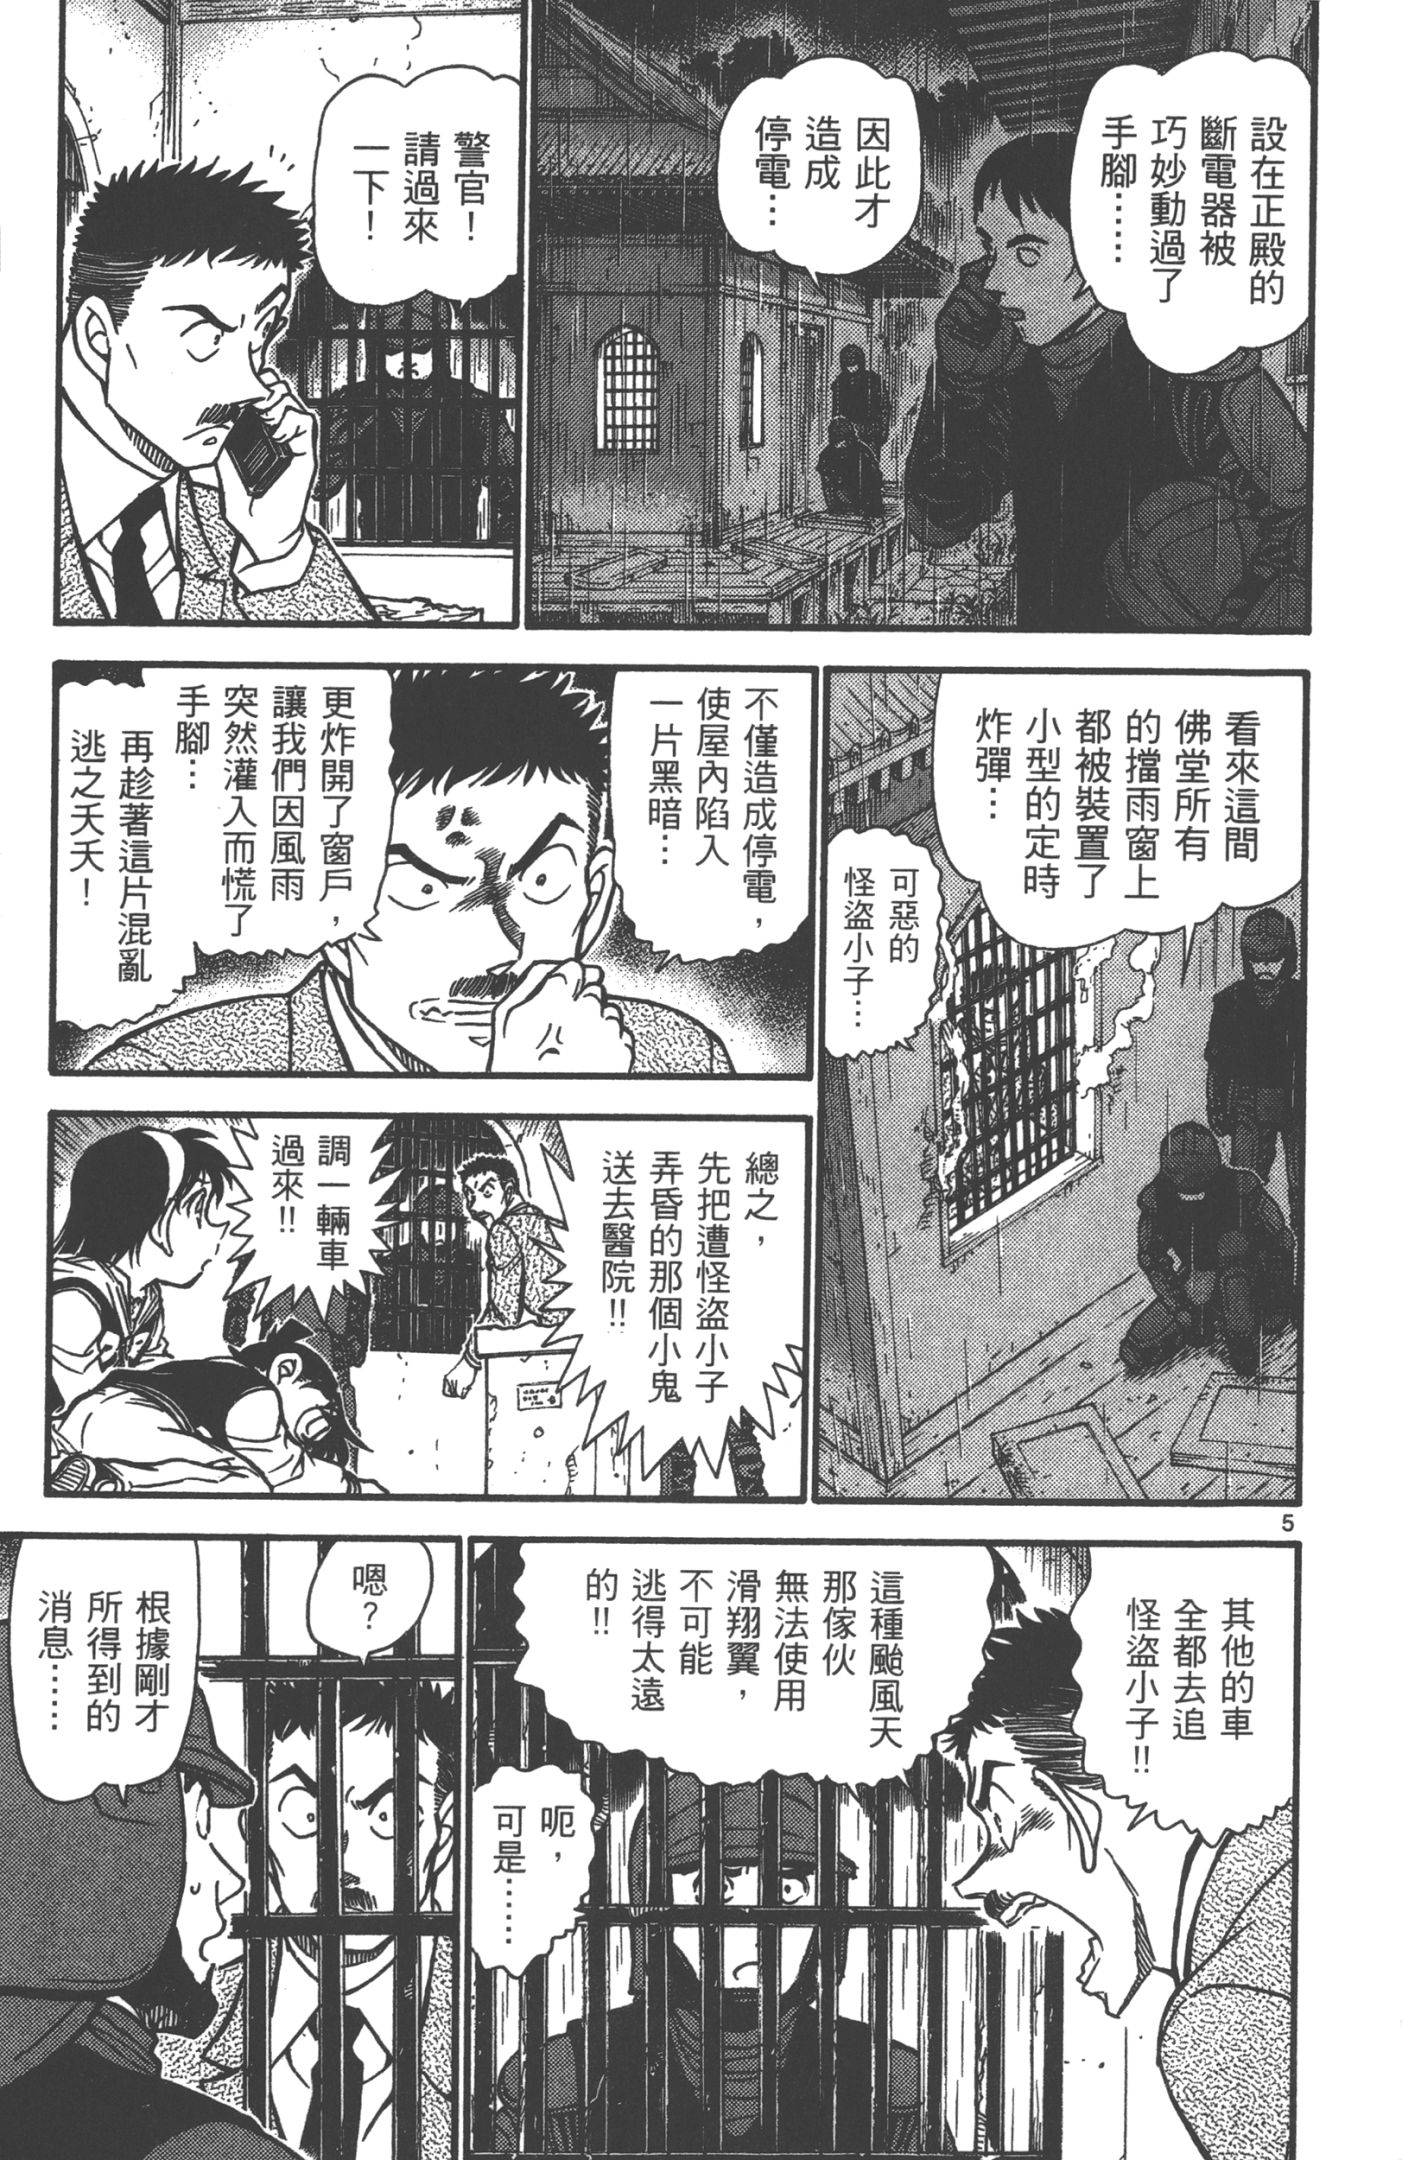 設在正殿的
斷電器被
巧妙動過了
手腳……
因此才
造成
停電…
警官！
請過來
一下！
看來這間
佛堂所有
的擋雨窗上
都被裝置了
小型的定時
炸彈…
可惡的
怪盜小子…
不僅造成停電，
使屋內陷入
一片黑暗…
更炸開了窗戶，
讓我們因風雨
突然灌入而慌了
手腳…
再趁著這片混亂
逃之夭夭！
總之，
先把遭怪盜小子
弄昏的那個小鬼
送去醫院!!
調一輛車
過來!!
5
其他的車
全都去追
怪盜小子!!
這種颱風天
那傢伙
無法使用
滑翔翼，
不可能
逃得太遠
的!!
呃，
可是……
嗯？
根據剛才
所得到的
消息……